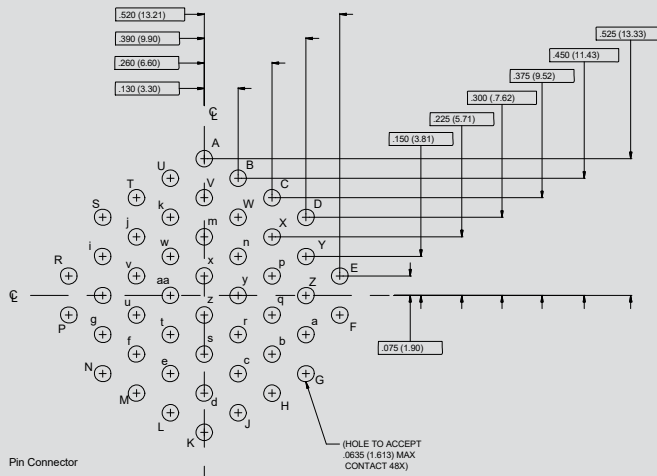 .520 (13.21)
.390 (9.90)
.260 (6.60)
.130 (3.30)
.525 (13.33)
.450 (11.43)
.375 (9.52)
.300 (.7.62)
.225 (5.71)
.150 (3.81)
CL
A
U
B
T
V
C
S
k
W
D
j
m
X
i
w
n
Y
R
v
x
p
E
aa
y
Z
CL
z
P
u
q
F
g
t
r
a
.075 (1.90)
f
s
b
N
e
c
G
M
d
H
L
J
K
(HOLE TO ACCEPT
.0635 (1.613) MAX
CONTACT 48X)
Pin Connector